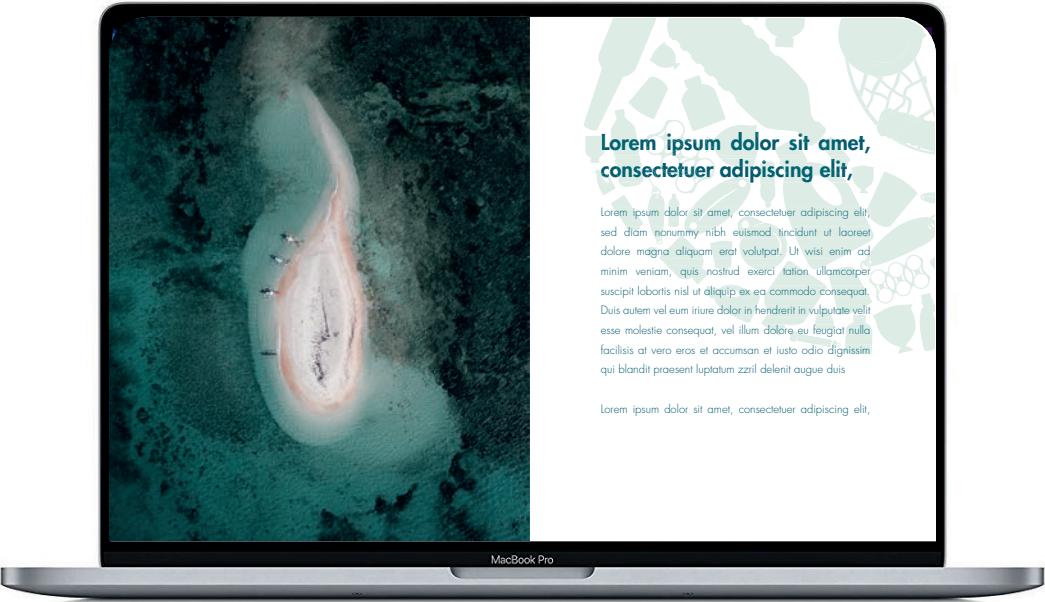 Lorem ipsum dolor sit amet,
consectetuer adipiscing elit,
Lorem ipsum dolor sit amet, consectetuer adipiscing elit,
sed diam nonummy nibh euismod tincidunt ut laoreet
dolore magna aliquam erat volutpat. Ut wisi enim ad
minim veniam, quis nostrud exerci tation ullamcorper
suscipit lobortis nisl ut aliquip ex ea commodo consequat.
Duis autem vel eum iriure dolor in hendrerit in vulputate velit
esse molestie consequat, vel illum dolore eu feugiat nulla
facilisis at vero eros et accumsan et iusto odio dignissim
qui blandit praesent luptatum zzril delenit augue duis
Lorem ipsum dolor sit amet, consectetuer adipiscing elit,
MacBook Pro